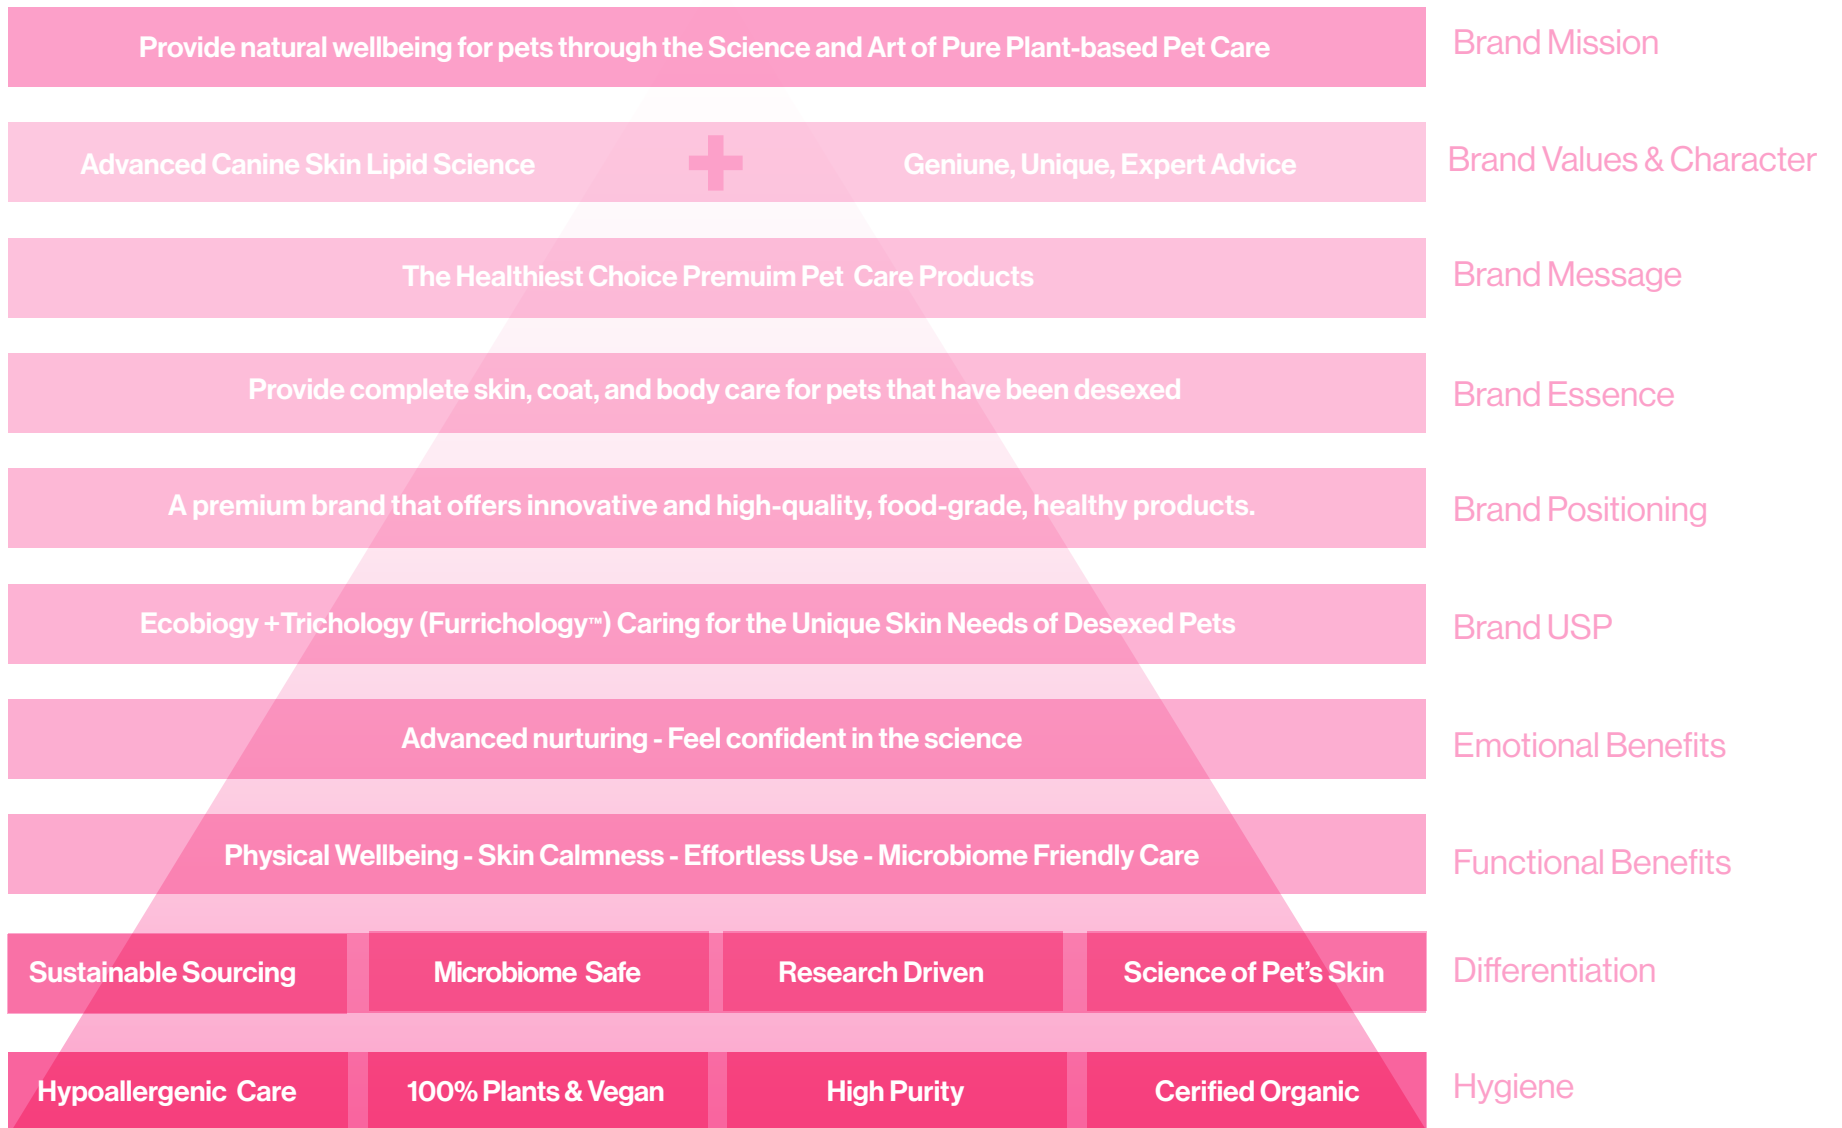 Provide natural wellbeing for pets through the Science and Art of Pure Plant-based Pet Care
Brand Mission
Advanced Canine Skin Lipid Science
Geniune, Unique, Expert Advice
Brand Values & Character
The Healthiest Choice Premuim Pet Care Products
Brand Message
Provide complete skin, coat, and body care for pets that have been desexed
Brand Essence
A premium brand that offers innovative and high-quality, food-grade, healthy products.
Brand Positioning
Ecobiogy +Trichology (Furrichology™) Caring for the Unique Skin Needs of Desexed Pets
Brand USP
Advanced nurturing - Feel confident in the science
Emotional Benefits
Physical Wellbeing - Skin Calmness - Effortless Use - Microbiome Friendly Care
Functional Benefits
Sustainable Sourcing
Microbiome Safe
Research Driven
Science of Pet’s Skin
Differentiation
Hypoallergenic Care
100% Plants & Vegan
High Purity
Cerified Organic
Hygiene